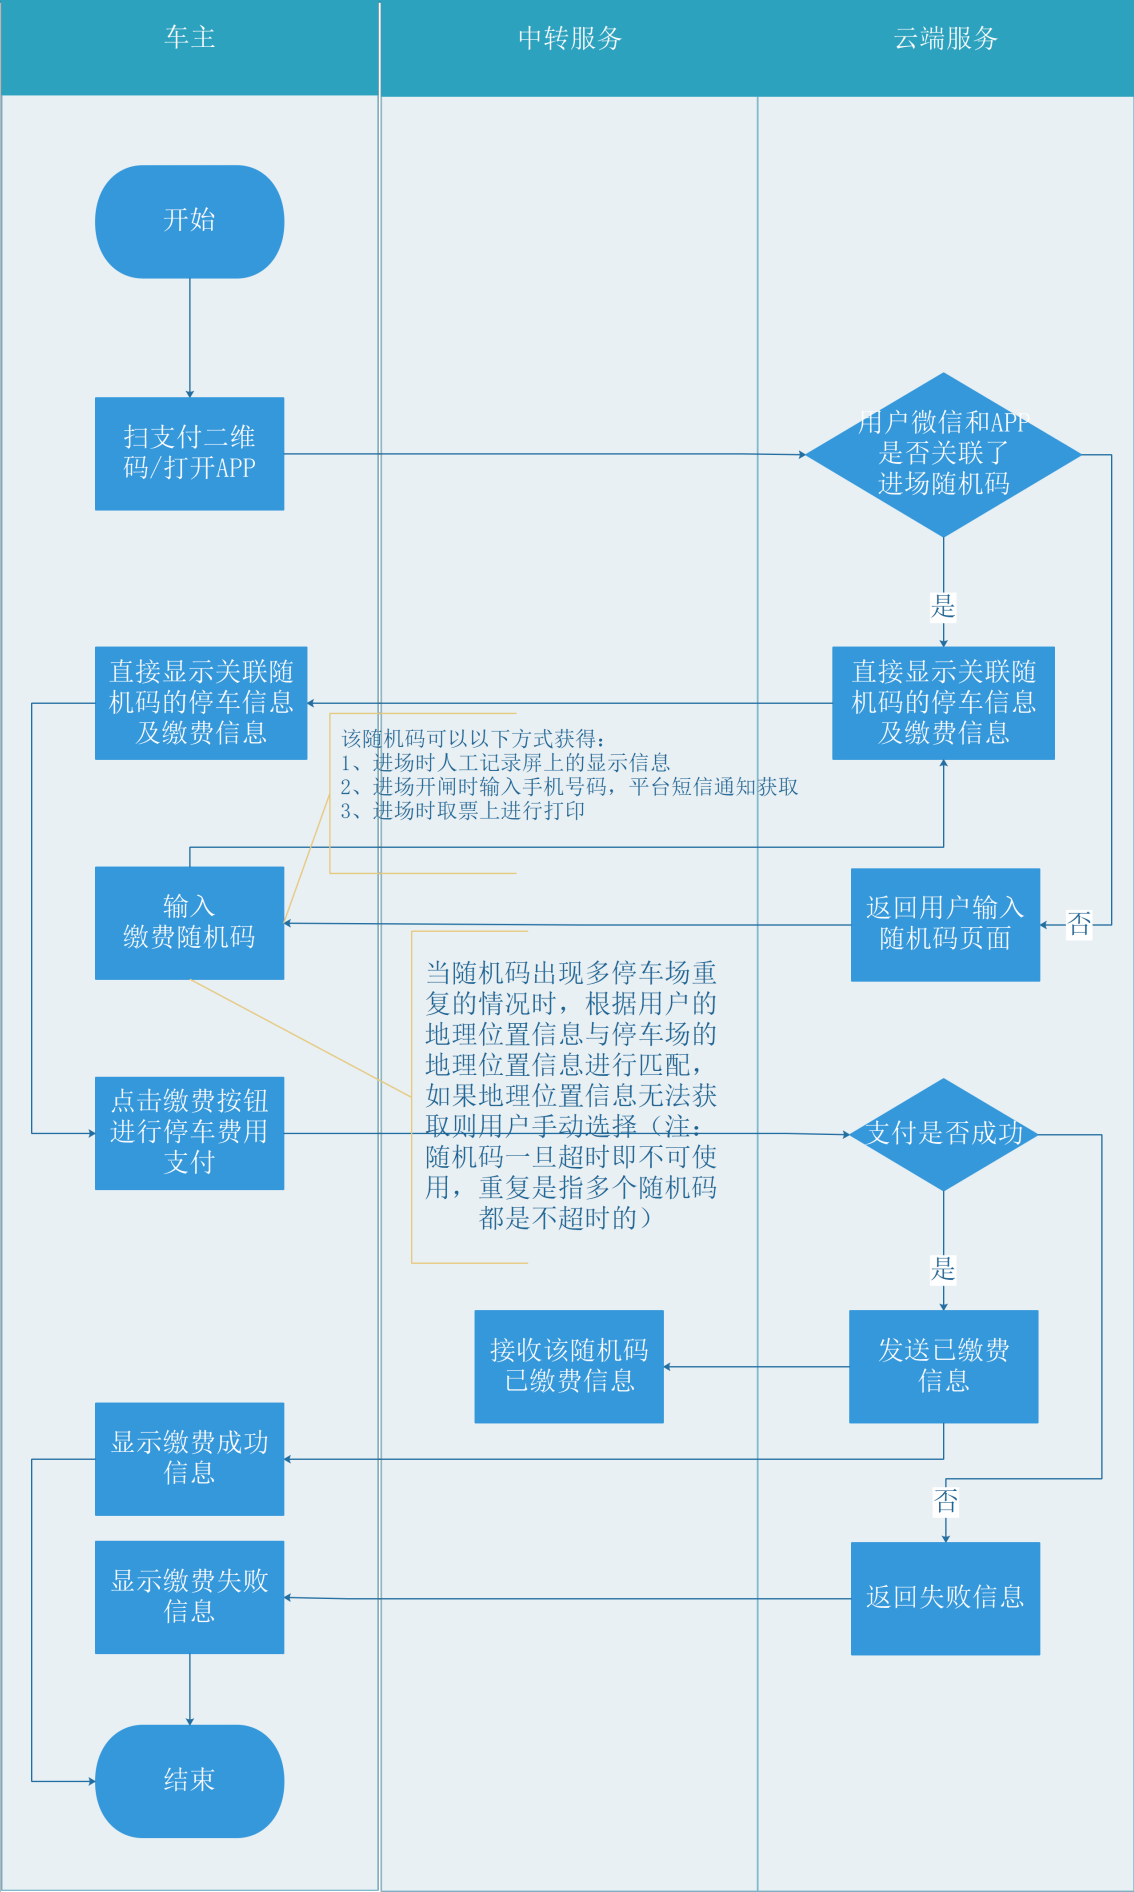 车主
中转服务
云端服务
开始
扫支付二维
码/打开APP
用户微信和APP
是否关联了
进场随机码
是
直接显示关联随
机码的停车信息
及缴费信息
直接显示关联随
机码的停车信息
及缴费信息
该随机码可以以下方式获得：
1、进场时人工记录屏上的显示信息
2、进场开闸时输入手机号码，平台短信通知获取
3、进场时取票上进行打印
输入
缴费随机码
返回用户输入
随机码页面
否
当随机码出现多停车场重
复的情况时，根据用户的
地理位置信息与停车场的
地理位置信息进行匹配，
如果地理位置信息无法获
取则用户手动选择（注：
随机码一旦超时即不可使
用，重复是指多个随机码
都是不超时的）
点击缴费按钮
进行停车费用
支付
支付是否成功
是
接收该随机码
已缴费信息
发送已缴费
信息
显示缴费成功
信息
否
显示缴费失败
信息
返回失败信息
结束